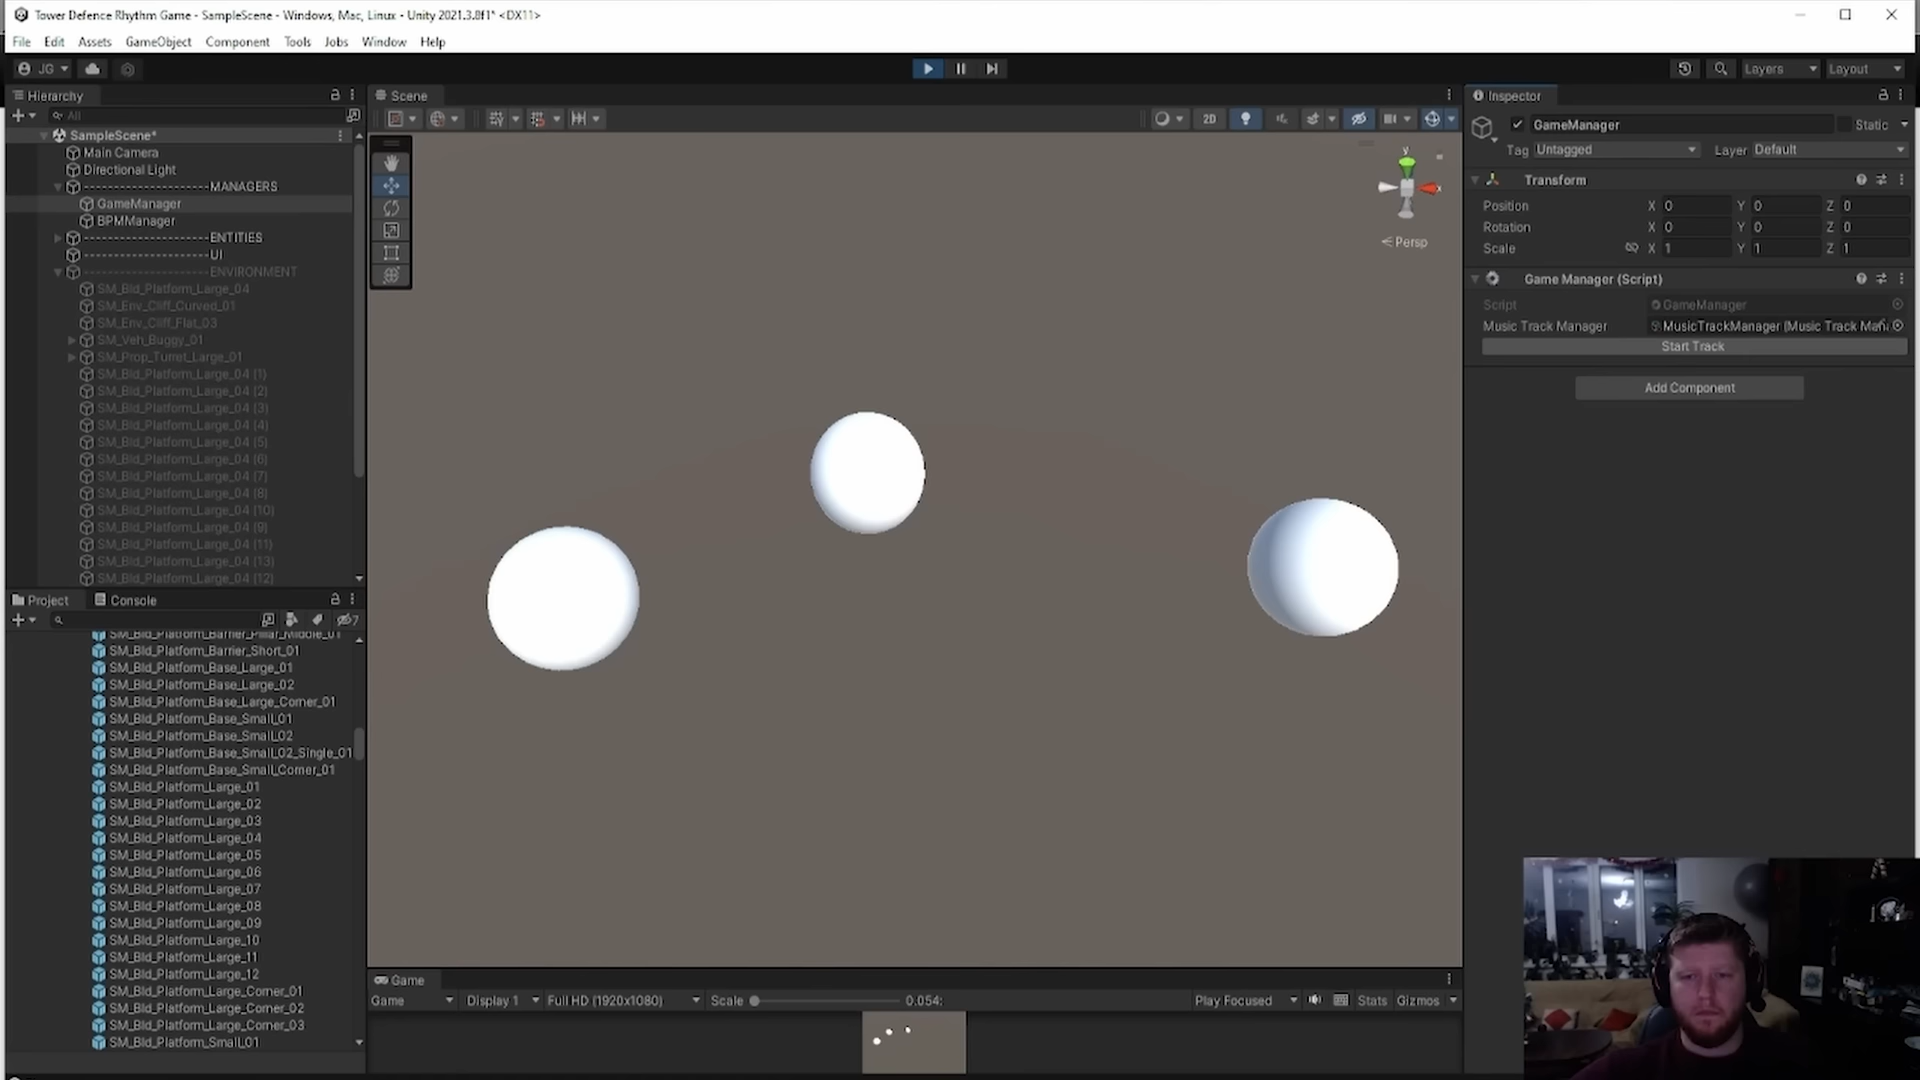 Tower Defence Rhythm Game - SampleScene - Windows, Mac, Linux - Unity 2021.3.8f1* <DX11>
File Edit Assets GameObject Component Tools Jobs Window Help
JG
Layers
Layout
Hierarchy
All
SampleScene*
Main Camera
Directional Light
--------------------MANAGERS
GameManager
BPMManager
--------------------ENTITIES
--------------------UI
--------------------ENVIRONMENT
SM_Bld_Platform_Large_04
SM_Env_Cliff_Curved_01
SM_Env_Cliff_Flat_03
SM_Veh_Buggy_01
SM_Prop_Turret_Large_01
SM_Bld_Platform_Large_04 (1)
SM_Bld_Platform_Large_04 (2)
SM_Bld_Platform_Large_04 (3)
SM_Bld_Platform_Large_04 (4)
SM_Bld_Platform_Large_04 (5)
SM_Bld_Platform_Large_04 (6)
SM_Bld_Platform_Large_04 (7)
SM_Bld_Platform_Large_04 (8)
SM_Bld_Platform_Large_04 (10)
SM_Bld_Platform_Large_04 (9)
SM_Bld_Platform_Large_04 (11)
SM_Bld_Platform_Large_04 (13)
SM_Bld_Platform_Large_04 (12)
Project
Console
7
SM_Bld_Platform_Barrier_Pillar_Middle_01
SM_Bld_Platform_Barrier_Short_01
SM_Bld_Platform_Base_Large_01
SM_Bld_Platform_Base_Large_02
SM_Bld_Platform_Base_Large_Corner_01
SM_Bld_Platform_Base_Small_01
SM_Bld_Platform_Base_Small_02
SM_Bld_Platform_Base_Small_02_Single_01
SM_Bld_Platform_Base_Small_Corner_01
SM_Bld_Platform_Large_01
SM_Bld_Platform_Large_02
SM_Bld_Platform_Large_03
SM_Bld_Platform_Large_04
SM_Bld_Platform_Large_05
SM_Bld_Platform_Large_06
SM_Bld_Platform_Large_07
SM_Bld_Platform_Large_08
SM_Bld_Platform_Large_09
SM_Bld_Platform_Large_10
SM_Bld_Platform_Large_11
SM_Bld_Platform_Large_12
SM_Bld_Platform_Large_Corner_01
SM_Bld_Platform_Large_Corner_02
SM_Bld_Platform_Large_Corner_03
SM_Bld_Platform_Small_01
Scene
2D
y
x
Persp
Game
Game Display 1 Full HD (1920x1080) Scale 0.054: Play Focused Stats Gizmos
Inspector
GameManager Static
Tag Untagged Layer Default
Transform
Position X 0 Y 0 Z 0
Rotation X 0 Y 0 Z 0
Scale X 1 Y 1 Z 1
Game Manager (Script)
Script GameManager
Music Track Manager MusicTrackManager (Music Track Man
Start Track
Add Component